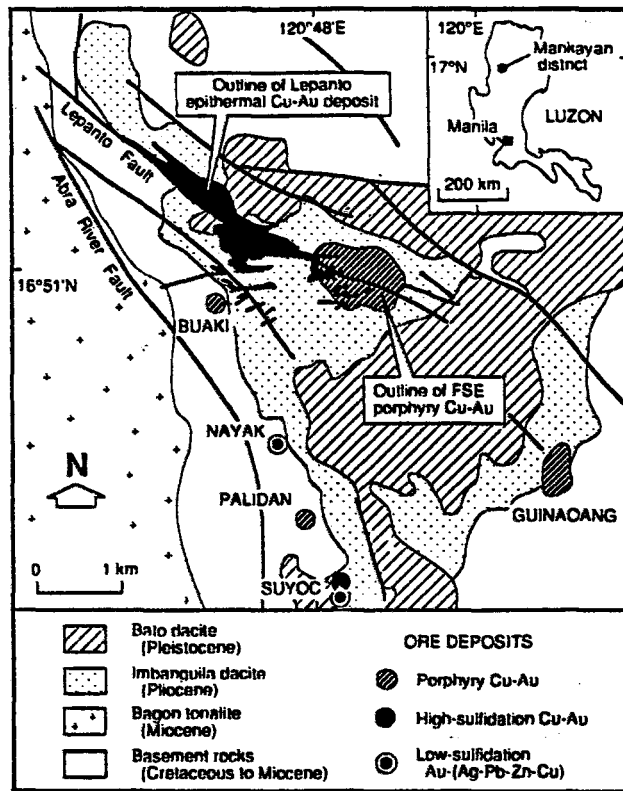 120°48'E
120°E
17°N
Mankayan
district
LUZON
Manila
200 km
Outline of Lepanto
epithermal Cu-Au deposit
Lepanto Fault
Abra River Fault
16°51'N
BUAKI
Outline of FSE
porphyry Cu-Au
NAYAK
N
PALIDAN
GUINAOANG
0 1 km
SUYOC
Bato dacite
(Pleistocene)
Imbanguila dacite
(Pliocene)
Bagon tonalite
(Miocene)
Basement rocks
(Cretaceous to Miocene)
ORE DEPOSITS
Porphyry Cu-Au
High-sulfidation Cu-Au
Low-sulfidation
Au-(Ag-Pb-Zn-Cu)